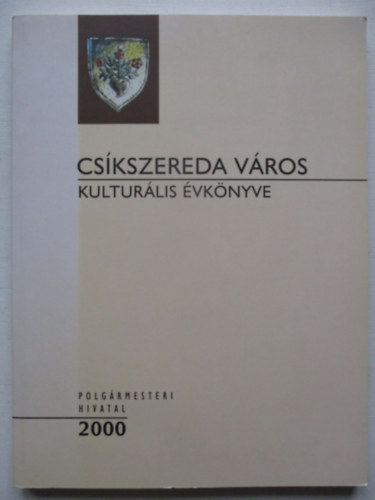 CSÍKSZEREDA VÁROS
KULTURÁLIS ÉVKÖNYVE
POLGÁRMESTERI
HIVATAL
2000